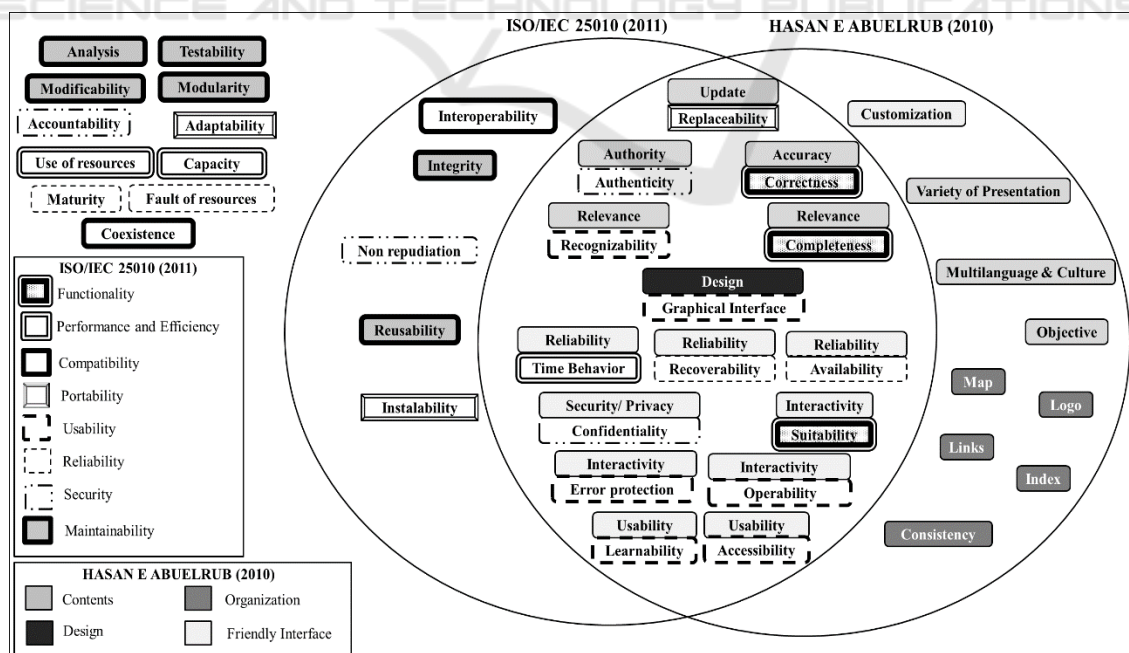 SCIENCE AND TECHNOLOGY PUBLICATIONS
ISO/IEC 25010 (2011)
HASAN E ABUELRUB (2010)
Analysis
Testability
Modificability
Modularity
Accountability
Adaptability
Use of resources
Capacity
Maturity
Fault of resources
Coexistence
ISO/IEC 25010 (2011)
Functionality
Performance and Efficiency
Compatibility
Portability
Usability
Reliability
Security
Maintainability
HASAN E ABUELRUB (2010)
Contents
Organization
Design
Friendly Interface
Interoperability
Integrity
Non repudiation
Reusability
Instalability
Update
Replaceability
Authority
Authenticity
Accuracy
Correctness
Relevance
Recognizability
Relevance
Completeness
Design
Graphical Interface
Reliability
Time Behavior
Reliability
Recoverability
Reliability
Availability
Security/ Privacy
Confidentiality
Interactivity
Suitability
Interactivity
Error protection
Interactivity
Operability
Usability
Learnability
Usability
Accessibility
Customization
Variety of Presentation
Multilanguage & Culture
Objective
Map
Logo
Links
Index
Consistency